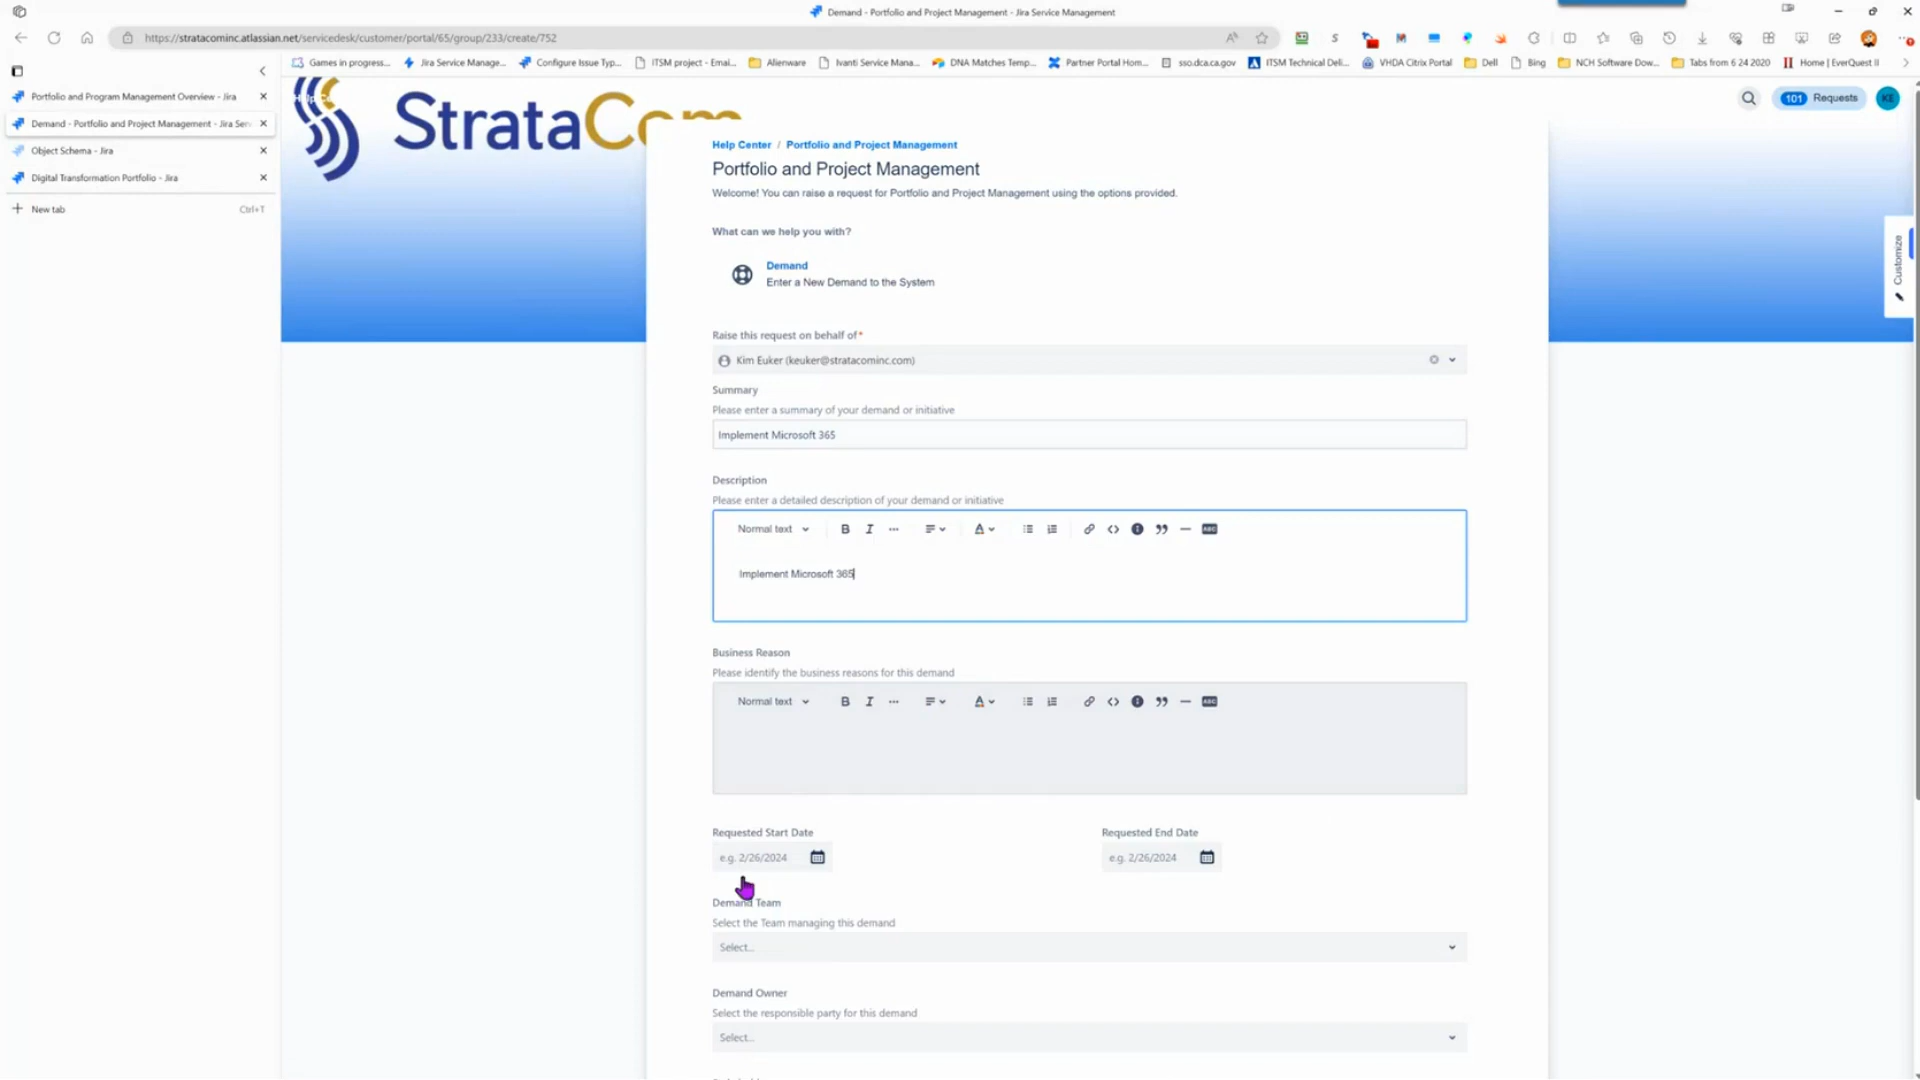 Demand - Portfolio and Project Management - Jira Service Management
https://stratacominc.atlassian.net/servicedesk/customer/portal/65/group/233/create/752
Games in progress...
Jira Service Manage...
Configure Issue Typ...
ITSM project - Emai...
Alienware
Ivanti Service Mana...
DNA Matches Temp...
Partner Portal Hom...
sso.dca.ca.gov
ITSM Technical Deli...
VHDA Citrix Portal
Dell
Bing
NCH Software Dow...
Tabs from 6 24 2020
Home | EverQuest II
Portfolio and Program Management Overview - Jira
Demand - Portfolio and Project Management - Jira Serv
Object Schema - Jira
Digital Transformation Portfolio - Jira
New tab Ctrl+T
StrataCom
101 Requests
KE
Customize
Help Center / Portfolio and Project Management
Portfolio and Project Management
Welcome! You can raise a request for Portfolio and Project Management using the options provided.
What can we help you with?
Demand
Enter a New Demand to the System
Raise this request on behalf of*
Kim Euker (keuker@stratacominc.com)
Summary
Please enter a summary of your demand or initiative
Implement Microsoft 365
Description
Please enter a detailed description of your demand or initiative
Normal text B I ... A ABC
Implement Microsoft 365
Business Reason
Please identify the business reasons for this demand
Normal text B I ... A ABC
Requested Start Date Requested End Date
e.g. 2/26/2024 e.g. 2/26/2024
Demand Team
Select the Team managing this demand
Select...
Demand Owner
Select the responsible party for this demand
Select...